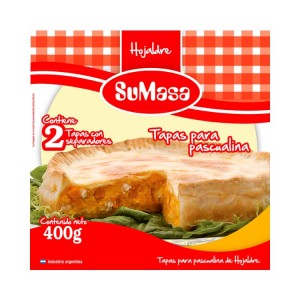 Hojaldre
SuMasa
Contiene
2 Tapas con
separadores
Tapas para
pascualina
Contenido neto
400g
Industria argentina
Tapas para pascualina de Hojaldre.